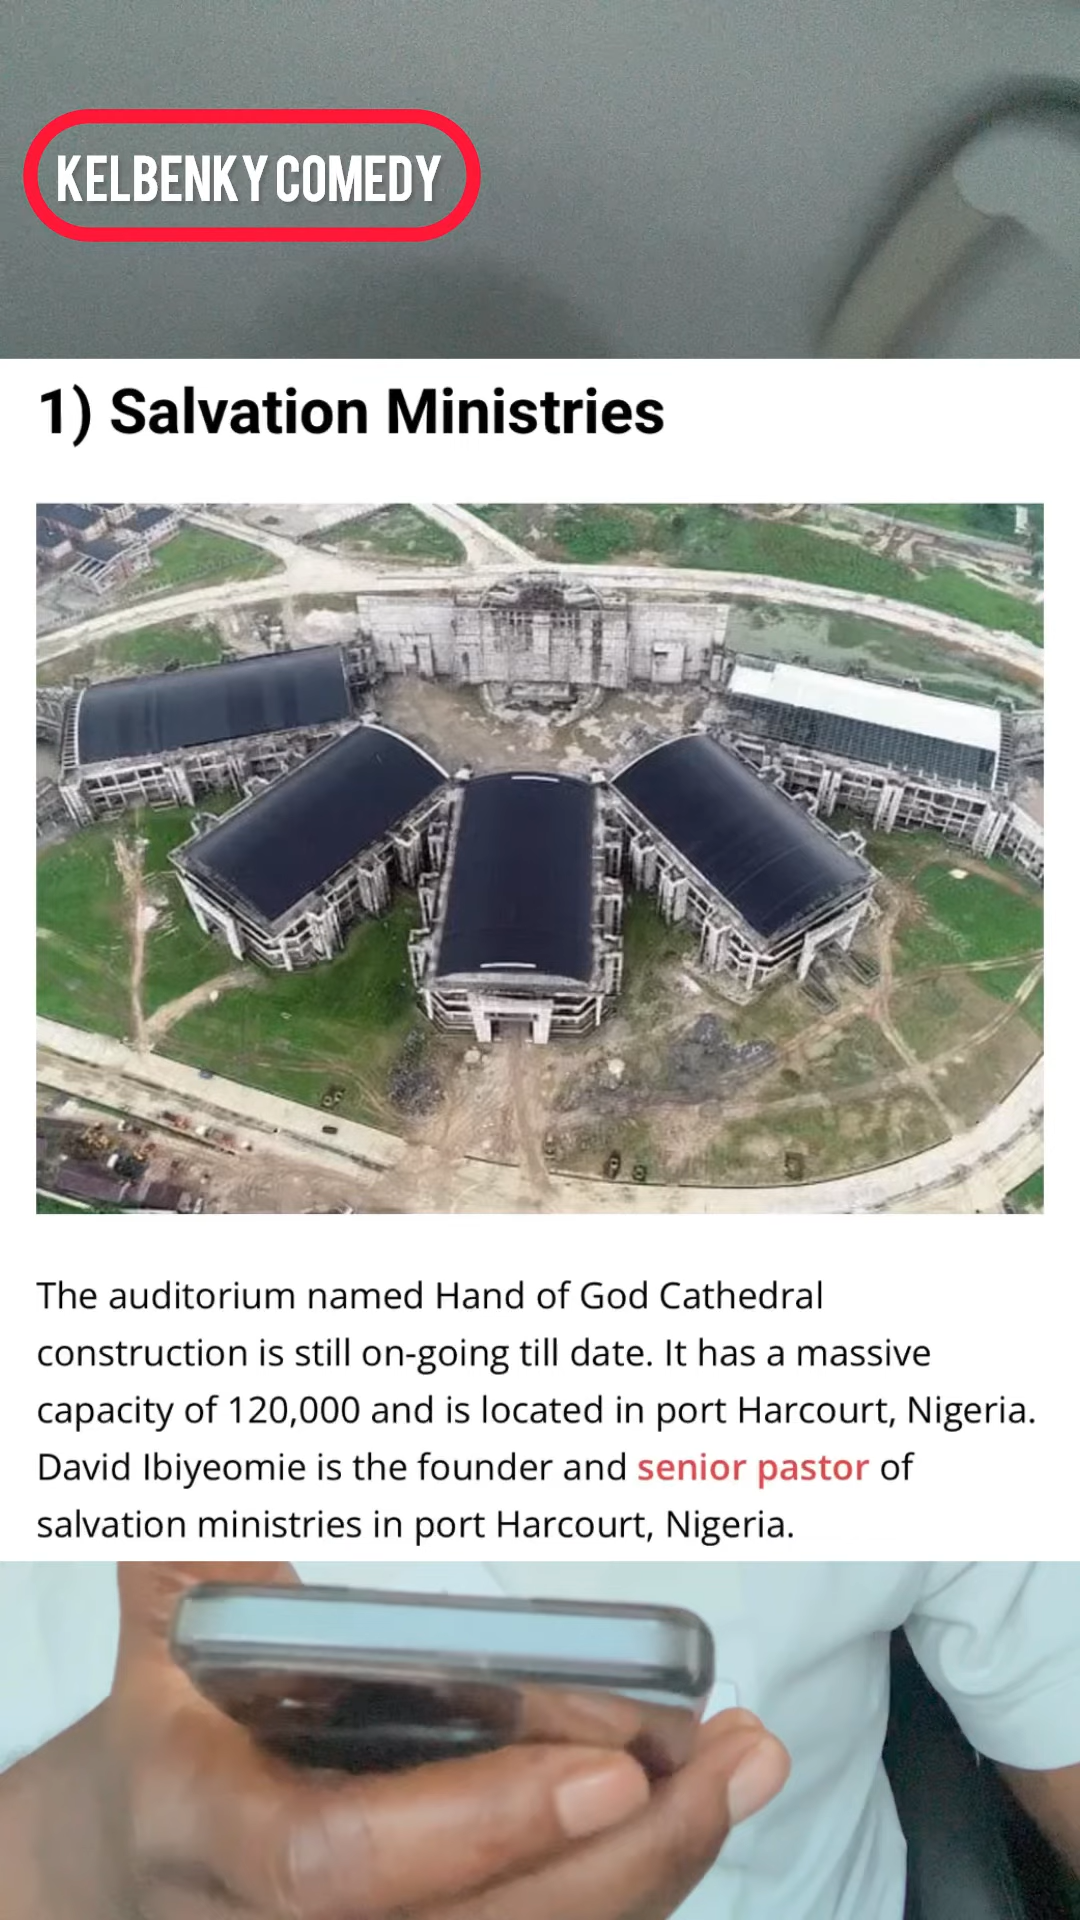 KELBENKY COMEDY
1) Salvation Ministries
The auditorium named Hand of God Cathedral
construction is still on-going till date. It has a massive
capacity of 120,000 and is located in port Harcourt, Nigeria.
David Ibiyeomie is the founder and senior pastor of
salvation ministries in port Harcourt, Nigeria.